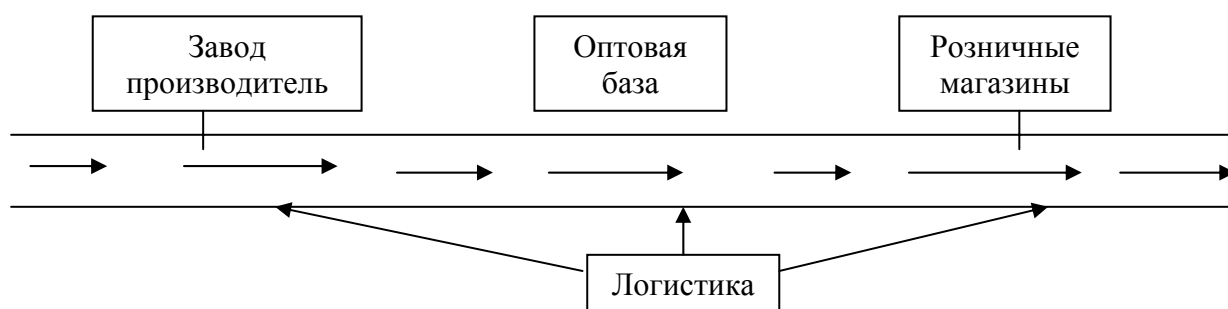 Завод
производитель
Оптовая
база
Розничные
магазины
Логистика